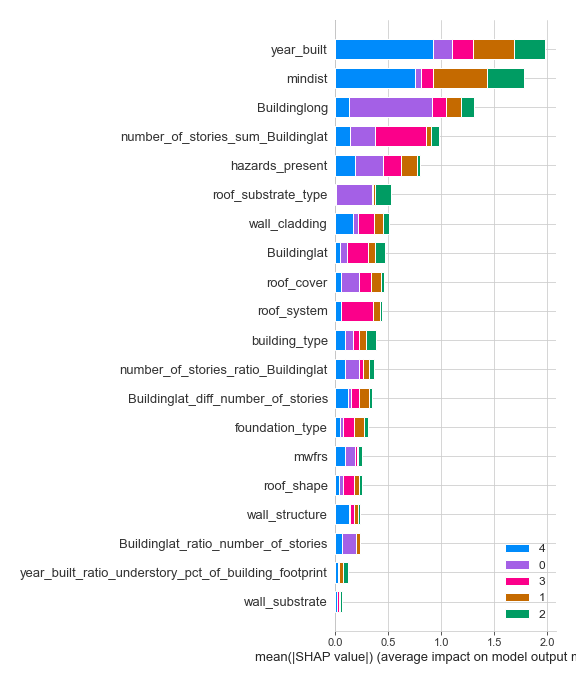 year_built
mindist
Buildinglong
number_of_stories_sum_Buildinglat
hazards_present
roof_substrate_type
wall_cladding
Buildinglat
roof_cover
roof_system
building_type
number_of_stories_ratio_Buildinglat
Buildinglat_diff_number_of_stories
foundation_type
mwfrs
roof_shape
wall_structure
Buildinglat_ratio_number_of_stories
year_built_ratio_understory_pct_of_building_footprint
wall_substrate
4
0
3
1
2
0.0 0.5 1.0 1.5 2.0
mean(|SHAP value|) (average impact on model output